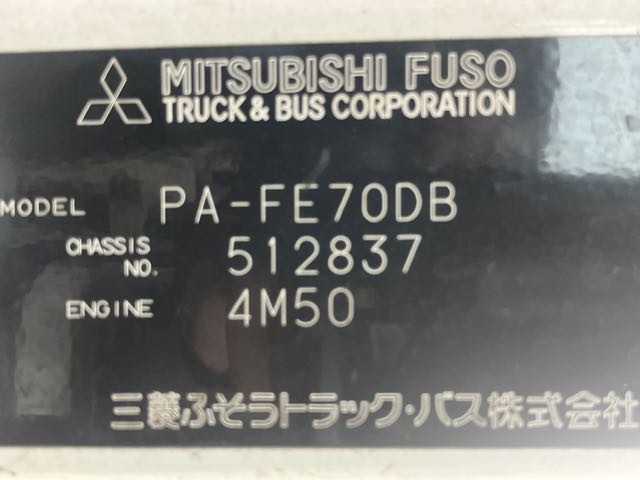 MITSUBISHI FUSO
TRUCK & BUS CORPORATION
MODEL PA-FE70DB
CHASSIS NO. 512837
ENGINE 4M50
三菱ふそうトラック・バス株式会社